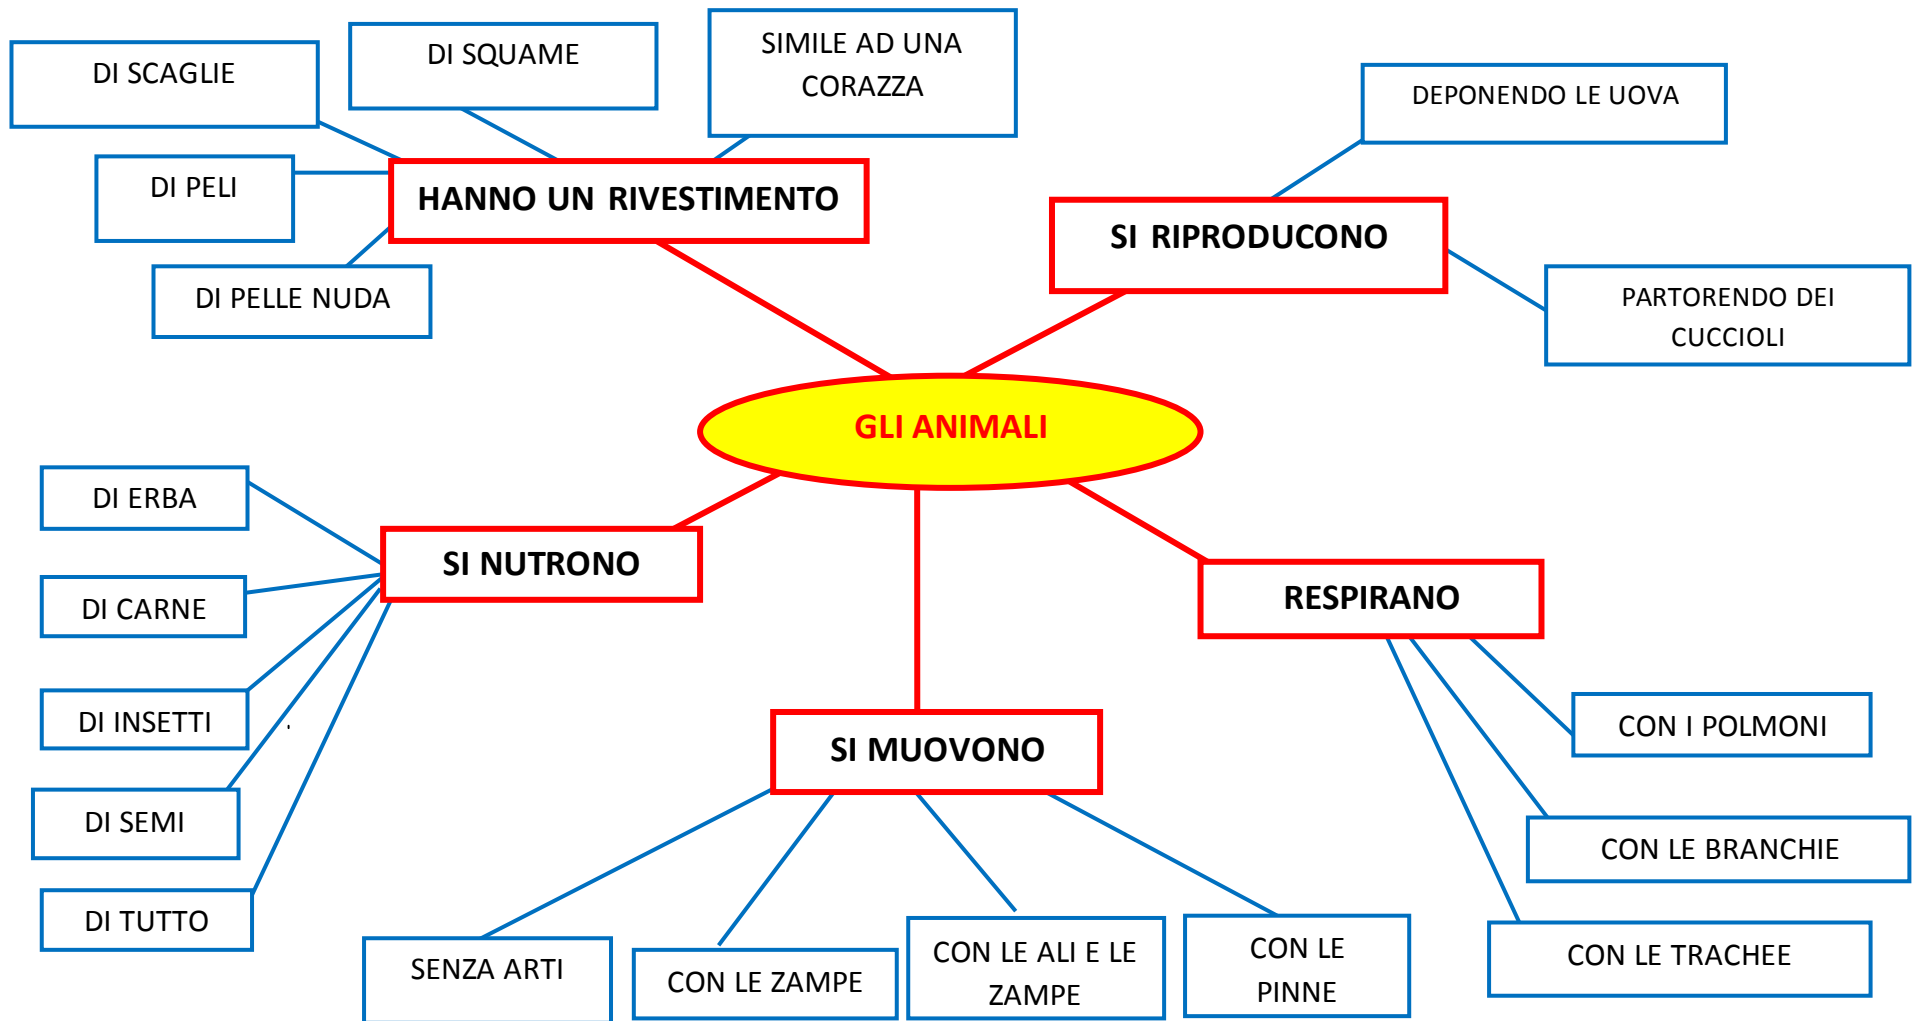 DI SCAGLIE
DI SQUAME
SIMILE AD UNA
CORAZZA
DI PELI
DI PELLE NUDA
HANNO UN RIVESTIMENTO
DEPONENDO LE UOVA
SI RIPRODUCONO
PARTORENDO DEI
CUCCIOLI
GLI ANIMALI
DI ERBA
DI CARNE
DI INSETTI
DI SEMI
DI TUTTO
SI NUTRONO
SI MUOVONO
SENZA ARTI
CON LE ZAMPE
CON LE ALI E LE
ZAMPE
CON LE
PINNE
RESPIRANO
CON I POLMONI
CON LE BRANCHIE
CON LE TRACHEE